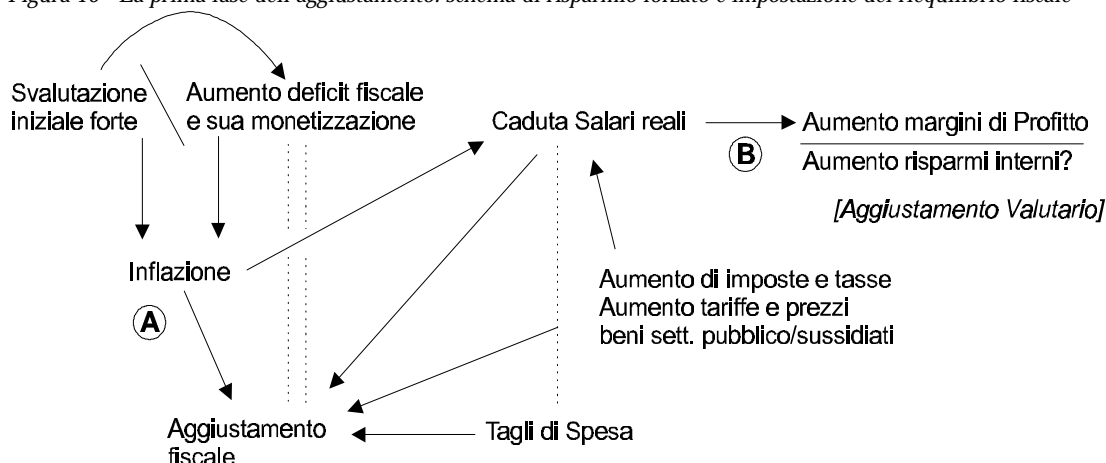 Figura 10 - La prima fase dell'aggiustamento: schema di risparmio forzato e impostazione del riequilibrio fiscale
Svalutazione
iniziale forte
Aumento deficit fiscale
e sua monetizzazione
Caduta Salari reali
Aumento margini di Profitto
B
Aumento risparmi interni?
[Aggiustamento Valutario]
Inflazione
Aumento di imposte e tasse
Aumento tariffe e prezzi
beni sett. pubblico/sussidiati
A
Aggiustamento
fiscale
Tagli di Spesa